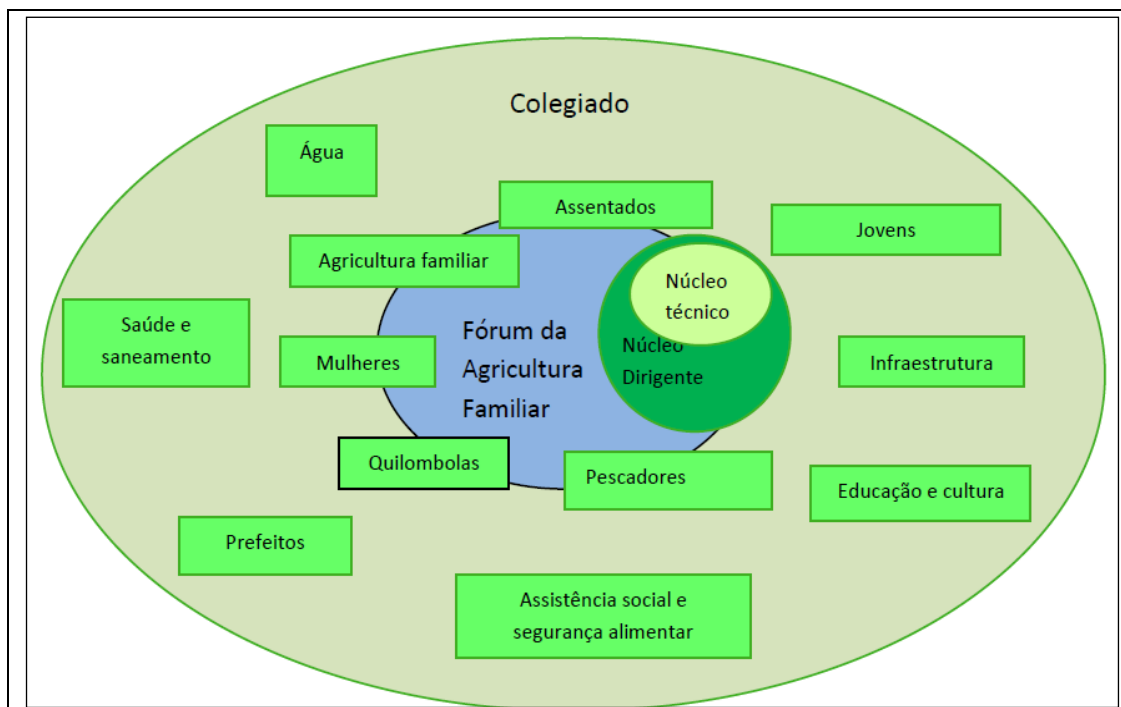 Colegiado
Água
Assentados
Jovens
Agricultura familiar
Núcleo
técnico
Saúde e
saneamento
Mulheres
Fórum da
Agricultura
Familiar
Núcleo
Dirigente
Infraestrutura
Quilombolas
Pescadores
Educação e cultura
Prefeitos
Assistência social e
segurança alimentar